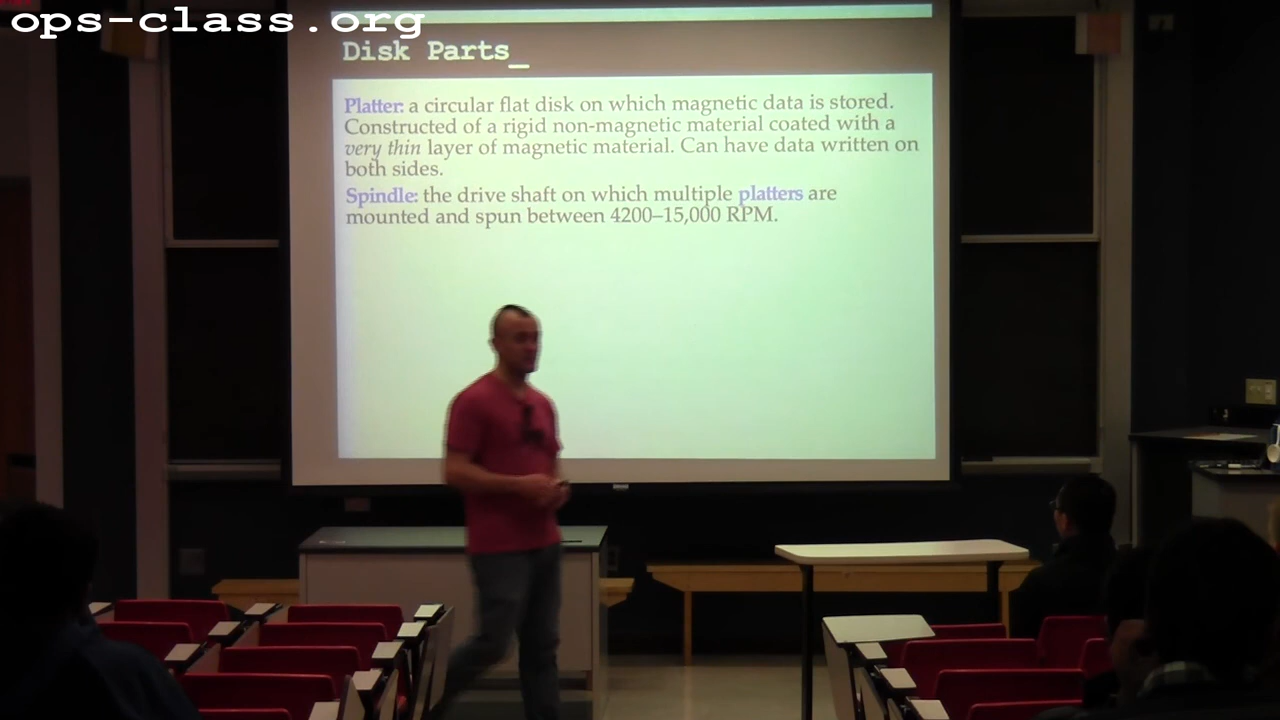 ops-class.org
Disk Parts_
Platter: a circular flat disk on which magnetic data is stored.
Constructed of a rigid non-magnetic material coated with a
very thin layer of magnetic material. Can have data written on
both sides.
Spindle: the drive shaft on which multiple platters are
mounted and spun between 4200–15,000 RPM.